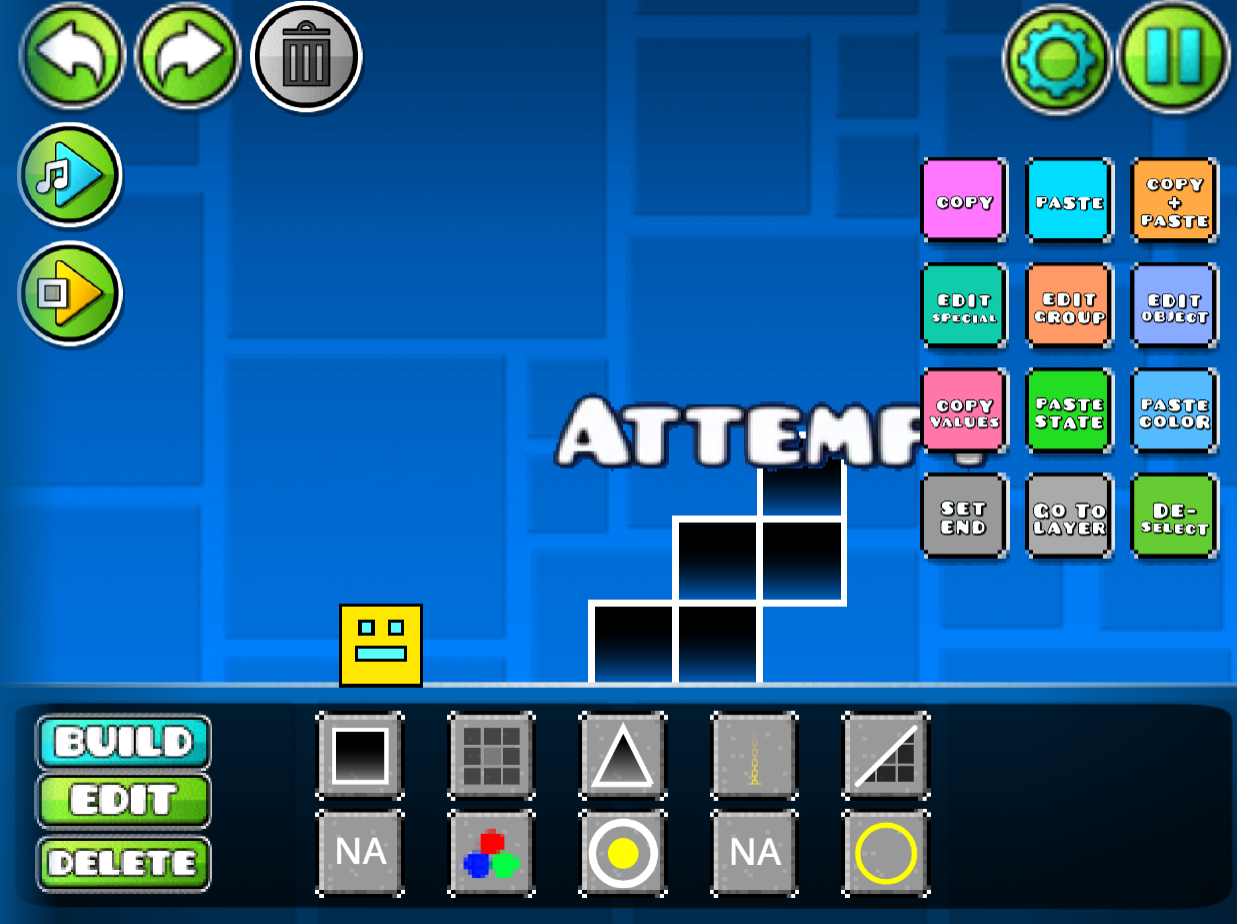 COPY
PASTE
COPY
+
PASTE
EDIT
SPECIAL
EDIT
GROUP
EDIT
OBJECT
ATTEMP
COPY
VALUES
PASTE
STATE
PASTE
COLOR
SET
END
GO TO
LAYER
DE-
SELECT
BUILD
EDIT
DELETE
NA
NA